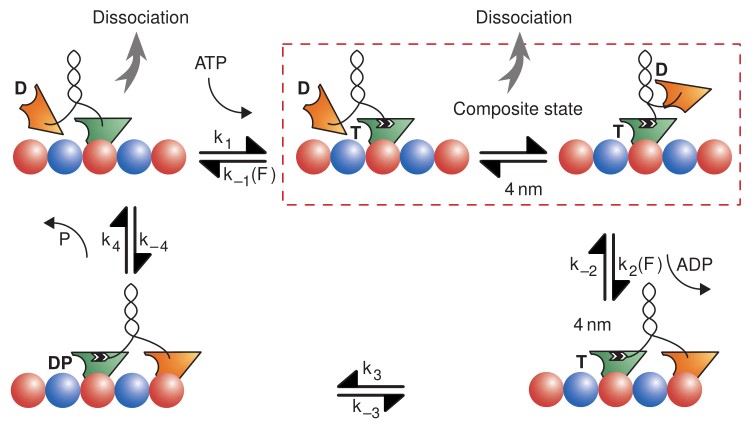 Dissociation
Dissociation
ATP
D
D
D
Composite state
T
T
k1
k–1(F)
4 nm
P
k4
k–4
k–2
k2(F)
ADP
4 nm
DP
T
k3
k–3